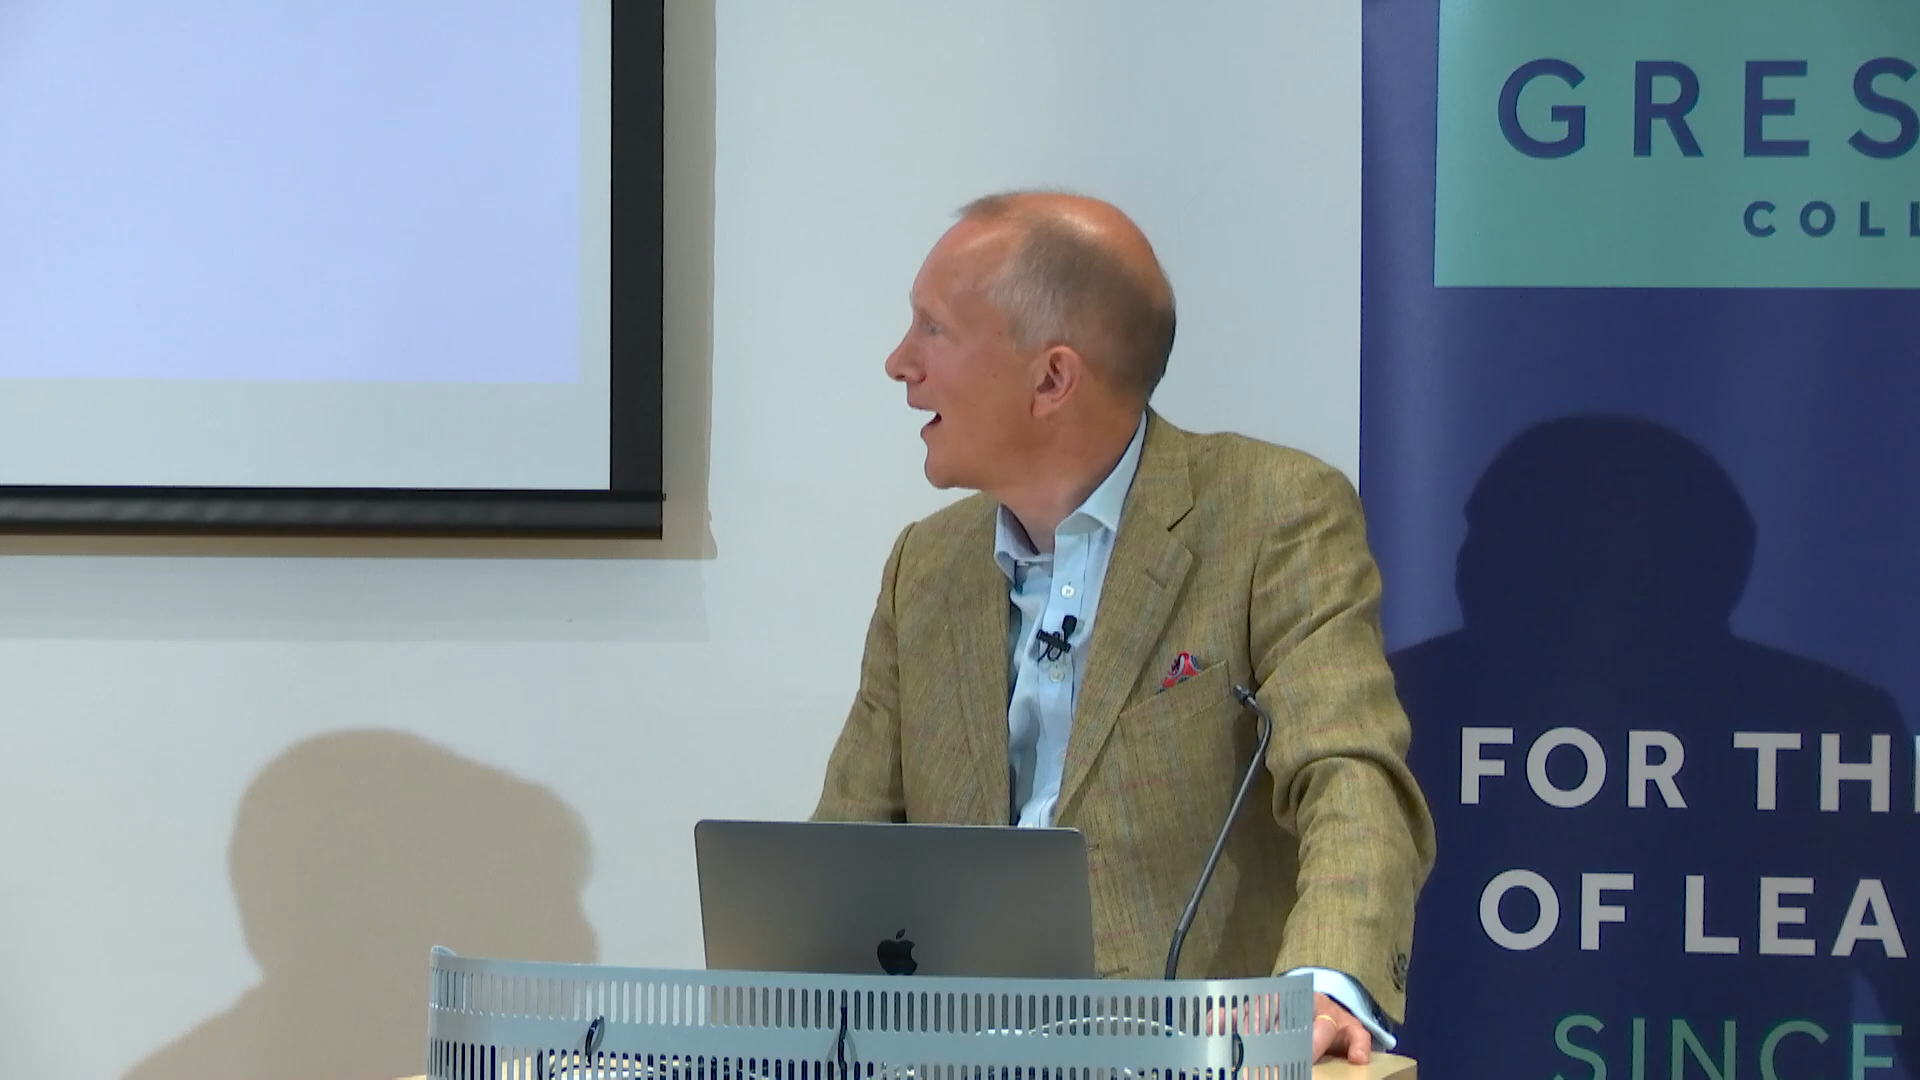 GRES
COLL
FOR THE
OF LEA
SINCE